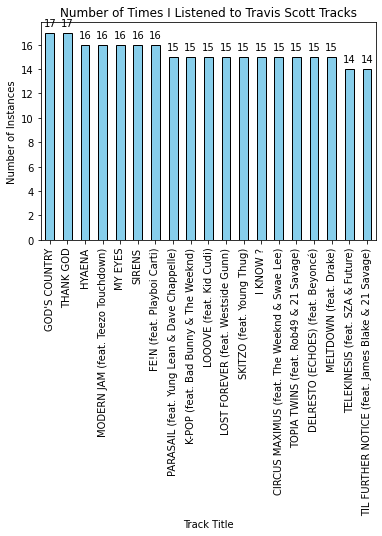 Number of Times I Listened to Travis Scott Tracks
17 17 16 16 16 16 16 15 15 15 15 15 15 15 15 15 15 14 14
16
14
12
10
8
6
4
2
0
Number of Instances
GOD'S COUNTRY
THANK GOD
HYAENA
MODERN JAM (feat. Teezo Touchdown)
MY EYES
SIRENS
FE!N (feat. Playboi Carti)
PARASAIL (feat. Yung Lean & Dave Chappelle)
K-POP (feat. Bad Bunny & The Weeknd)
LOOOVE (feat. Kid Cudi)
LOST FOREVER (feat. Westside Gunn)
SKITZO (feat. Young Thug)
I KNOW ?
CIRCUS MAXIMUS (feat. The Weeknd & Swae Lee)
TOPIA TWINS (feat. Rob49 & 21 Savage)
DELRESTO (ECHOES) (feat. Beyoncé)
MELTDOWN (feat. Drake)
TELEKINESIS (feat. SZA & Future)
TIL FURTHER NOTICE (feat. James Blake & 21 Savage)
Track Title